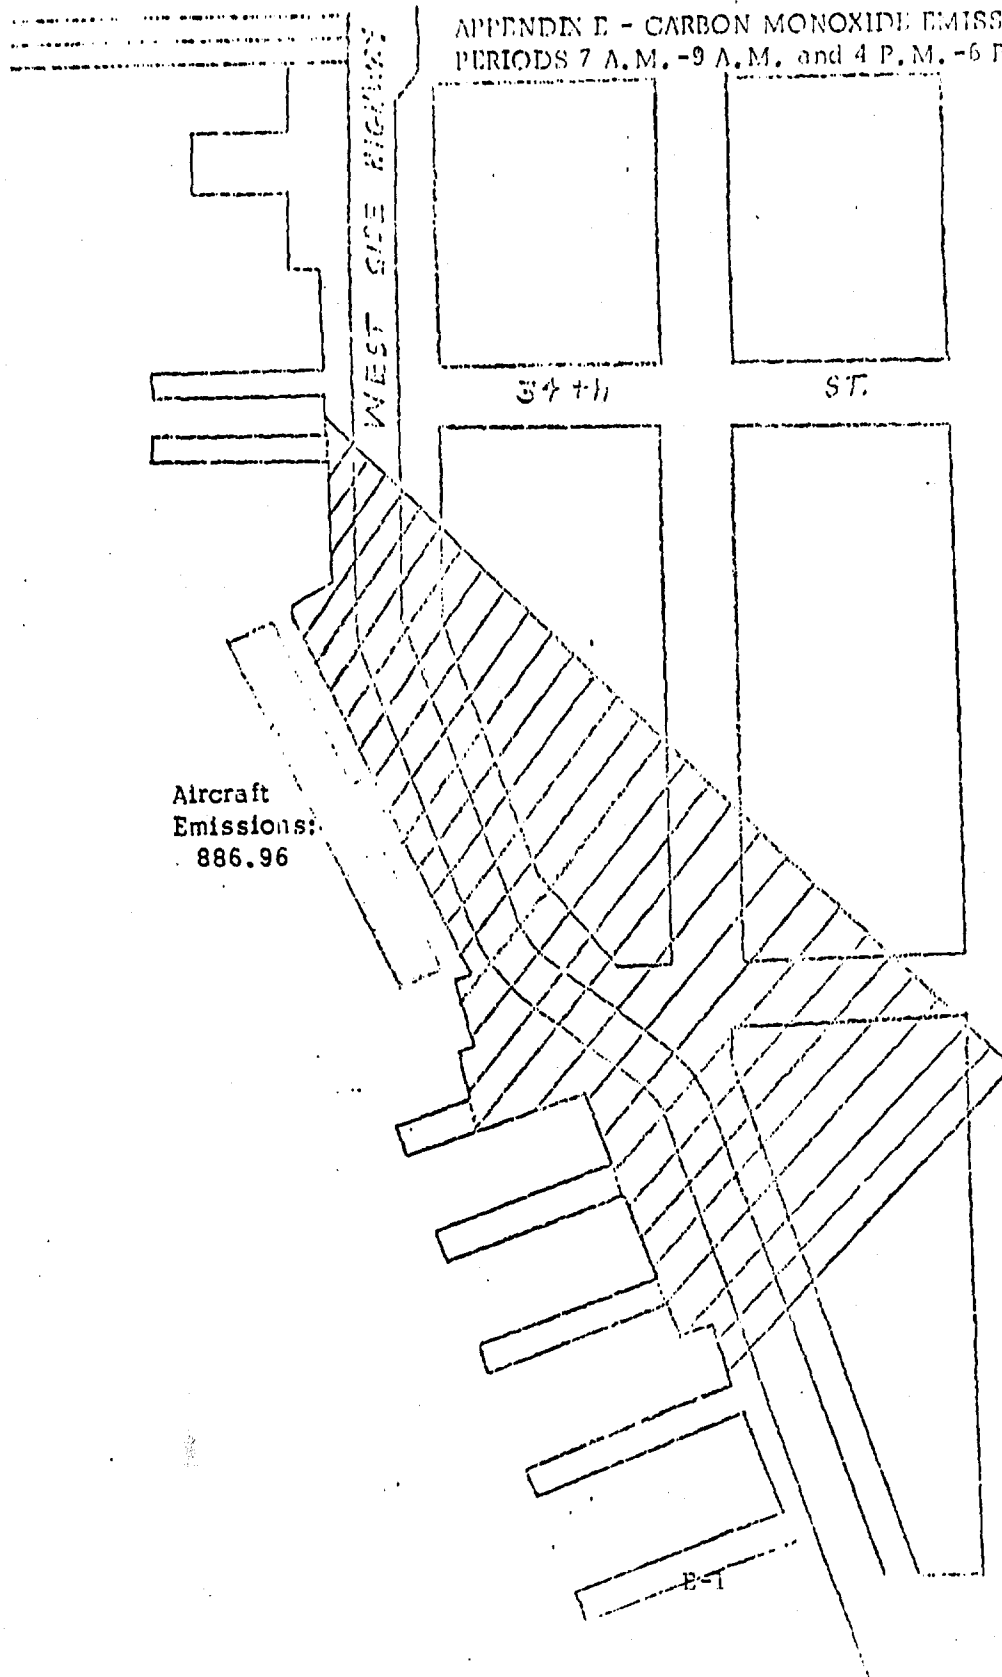 APPENDIX E - CARBON MONOXIDE EMISS
PERIODS 7 A.M.-9 A.M. and 4 P.M.-6 P
WEST SIDE HIGHWAY
34th ST.
Aircraft
Emissions:
886.96
E-1